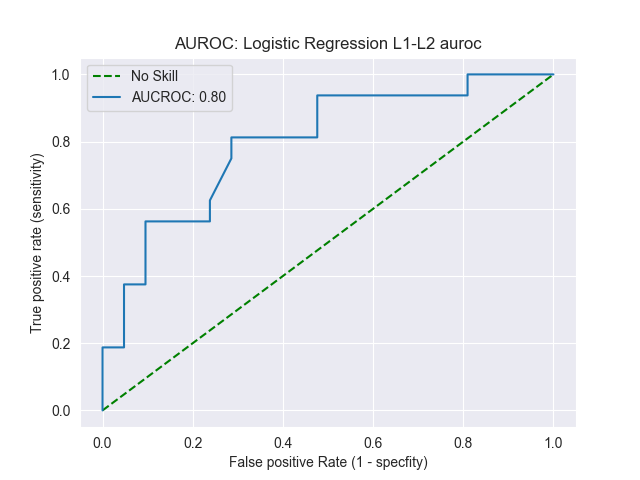 AUROC: Logistic Regression L1-L2 auroc
No Skill
AUCROC: 0.80
True positive rate (sensitivity)
1.0
0.8
0.6
0.4
0.2
0.0
0.0 0.2 0.4 0.6 0.8 1.0
False positive Rate (1 - specfity)